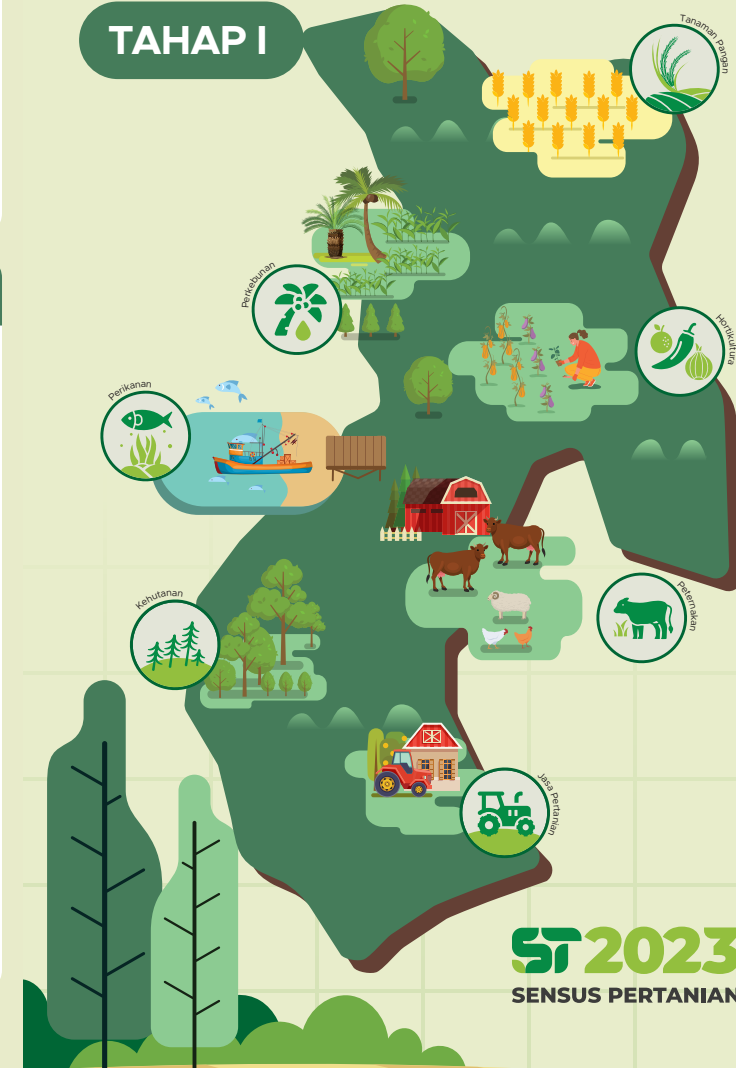 TAHAP I
Tanaman Pangan
Perkebunan
Hortikultura
Perikanan
Kehutanan
Peternakan
Jasa Pertanian
ST2023
SENSUS PERTANIAN